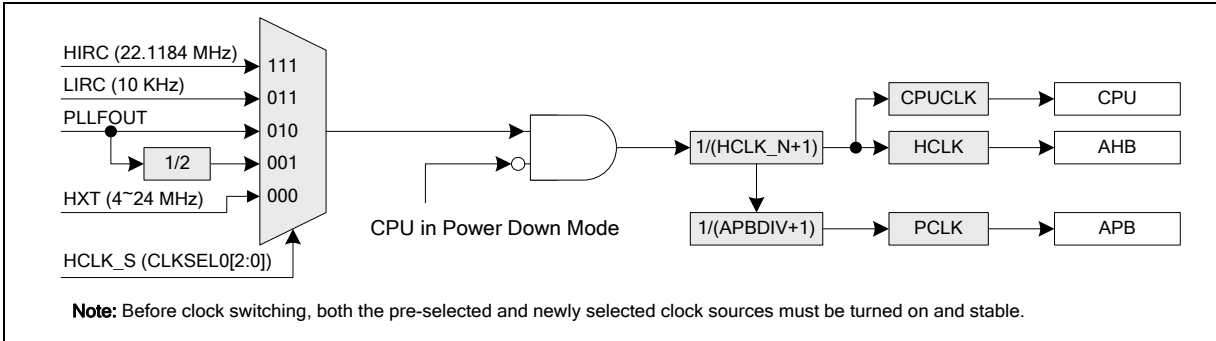 HIRC (22.1184 MHz)
111
LIRC (10 KHz)
011
PLLFOUT
010
1/2
001
HXT (4~24 MHz)
000
HCLK_S (CLKSEL0[2:0])
CPU in Power Down Mode
1/(HCLK_N+1)
1/(APBDIV+1)
CPUCLK
CPU
HCLK
AHB
PCLK
APB
Note: Before clock switching, both the pre-selected and newly selected clock sources must be turned on and stable.